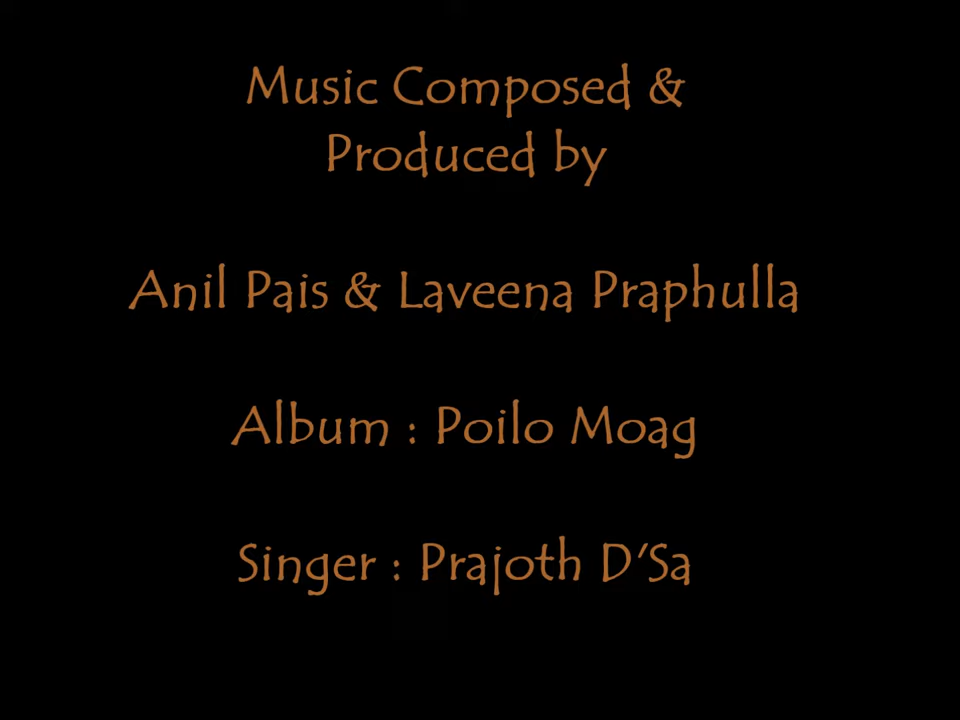 Music Composed &
Produced by
Anil Pais & Laveena Praphulla
Album : Poilo Moag
Singer : Prajoth D'Sa